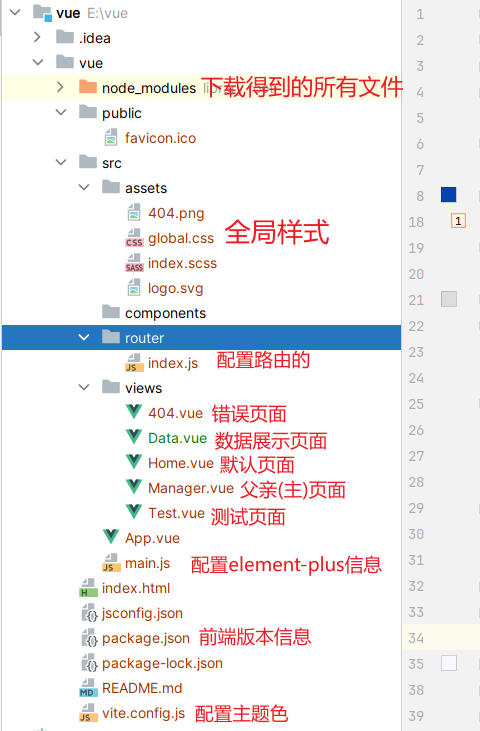 vue E:\vue
.idea
vue
node_modules 下载得到的所有文件
public
favicon.ico
src
assets
404.png
global.css 全局样式
index.scss
logo.svg
components
router
index.js 配置路由的
views
404.vue 错误页面
Data.vue 数据展示页面
Home.vue 默认页面
Manager.vue 父亲(主)页面
Test.vue 测试页面
App.vue
main.js 配置element-plus信息
index.html
jsconfig.json
package.json 前端版本信息
package-lock.json
README.md
vite.config.js 配置主题色
1
2
3
4
5
6
7
8
18 1
19
20
21
22
23
24
25
26
27
28
29
30
31
32
33
34
35
38
39